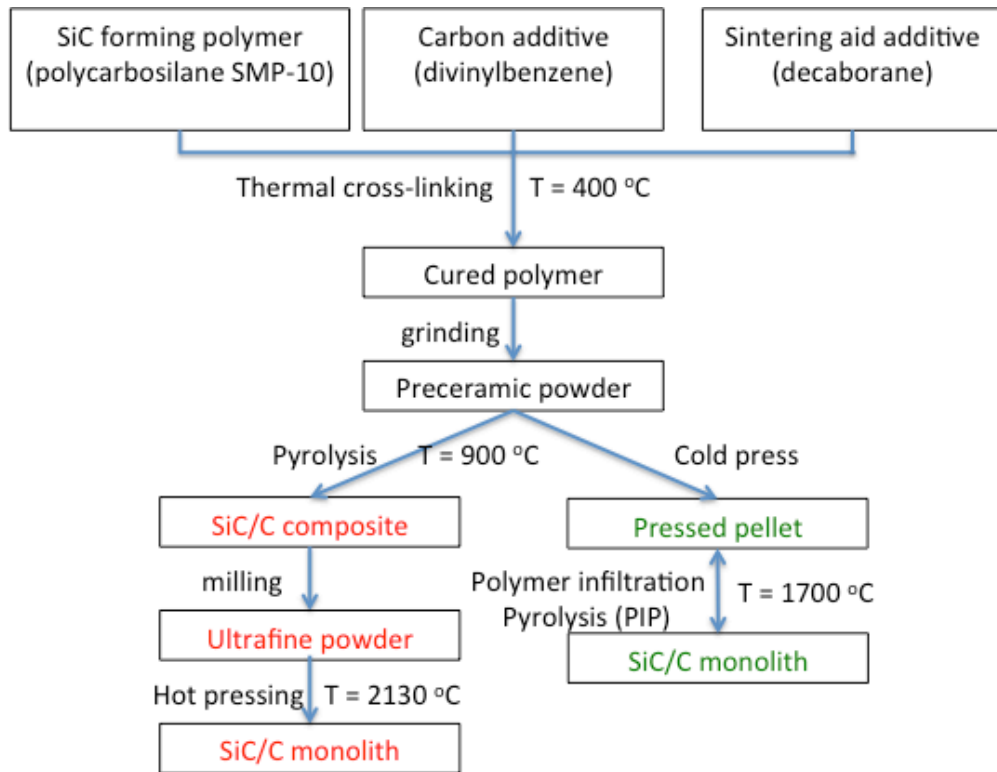 SiC forming polymer
(polycarbosilane SMP-10)
Carbon additive
(divinylbenzene)
Sintering aid additive
(decaborane)
Thermal cross-linking
T = 400 °C
Cured polymer
grinding
Preceramic powder
Pyrolysis
T = 900 °C
Cold press
SiC/C composite
Pressed pellet
milling
Polymer infiltration
Pyrolysis (PIP)
T = 1700 °C
Ultrafine powder
SiC/C monolith
Hot pressing
T = 2130 °C
SiC/C monolith